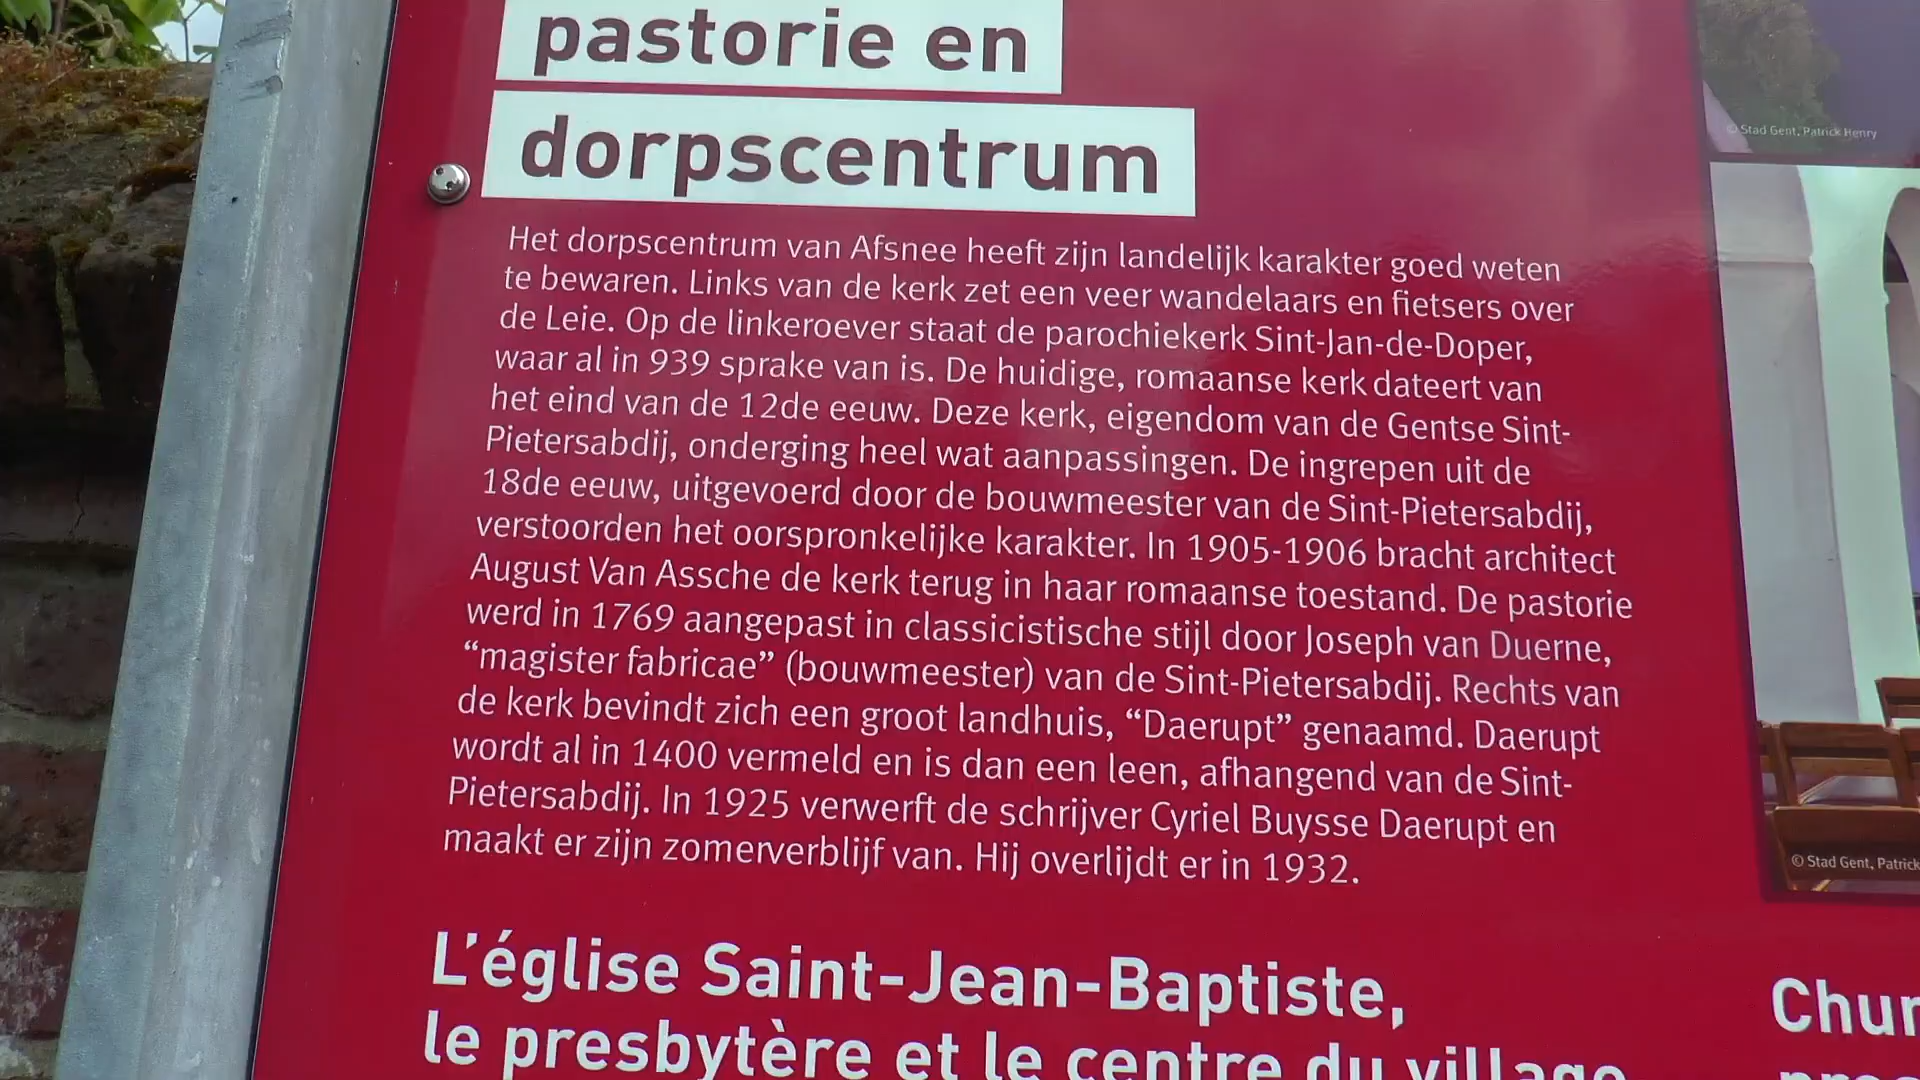 pastorie en
dorpscentrum
Het dorpscentrum van Afsnee heeft zijn landelijk karakter goed weten
te bewaren. Links van de kerk zet een veer wandelaars en fietsers over
de Leie. Op de linkeroever staat de parochiekerk Sint-Jan-de-Doper,
waar al in 939 sprake van is. De huidige, romaanse kerk dateert van
het eind van de 12de eeuw. Deze kerk, eigendom van de Gentse Sint-
Pietersabdij, onderging heel wat aanpassingen. De ingrepen uit de
18de eeuw, uitgevoerd door de bouwmeester van de Sint-Pietersabdij,
verstoorden het oorspronkelijke karakter. In 1905-1906 bracht architect
August Van Assche de kerk terug in haar romaanse toestand. De pastorie
werd in 1769 aangepast in classicistische stijl door Joseph van Duerne,
“magister fabricae” (bouwmeester) van de Sint-Pietersabdij. Rechts van
de kerk bevindt zich een groot landhuis, “Daerupt” genaamd. Daerupt
wordt al in 1400 vermeld en is dan een leen, afhangend van de Sint-
Pietersabdij. In 1925 verwerft de schrijver Cyriel Buysse Daerupt en
maakt er zijn zomerverblijf van. Hij overlijdt er in 1932.
L'église Saint-Jean-Baptiste,
le presbytère et le centre du village
© Stad Gent, Patrick Henry
© Stad Gent, Patrick